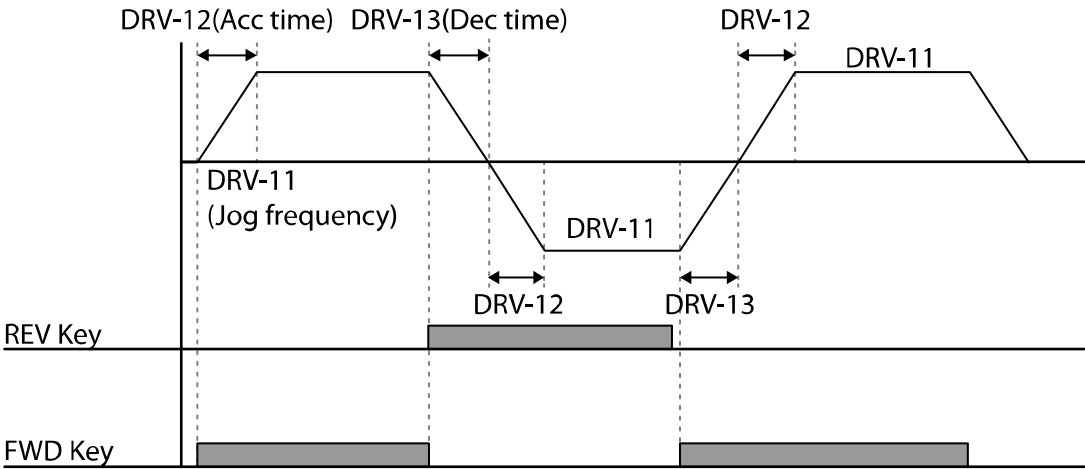 DRV-12(Acc time) DRV-13(Dec time) DRV-12
DRV-11
DRV-11
(Jog frequency)
DRV-11
DRV-12 DRV-13
REV Key
FWD Key